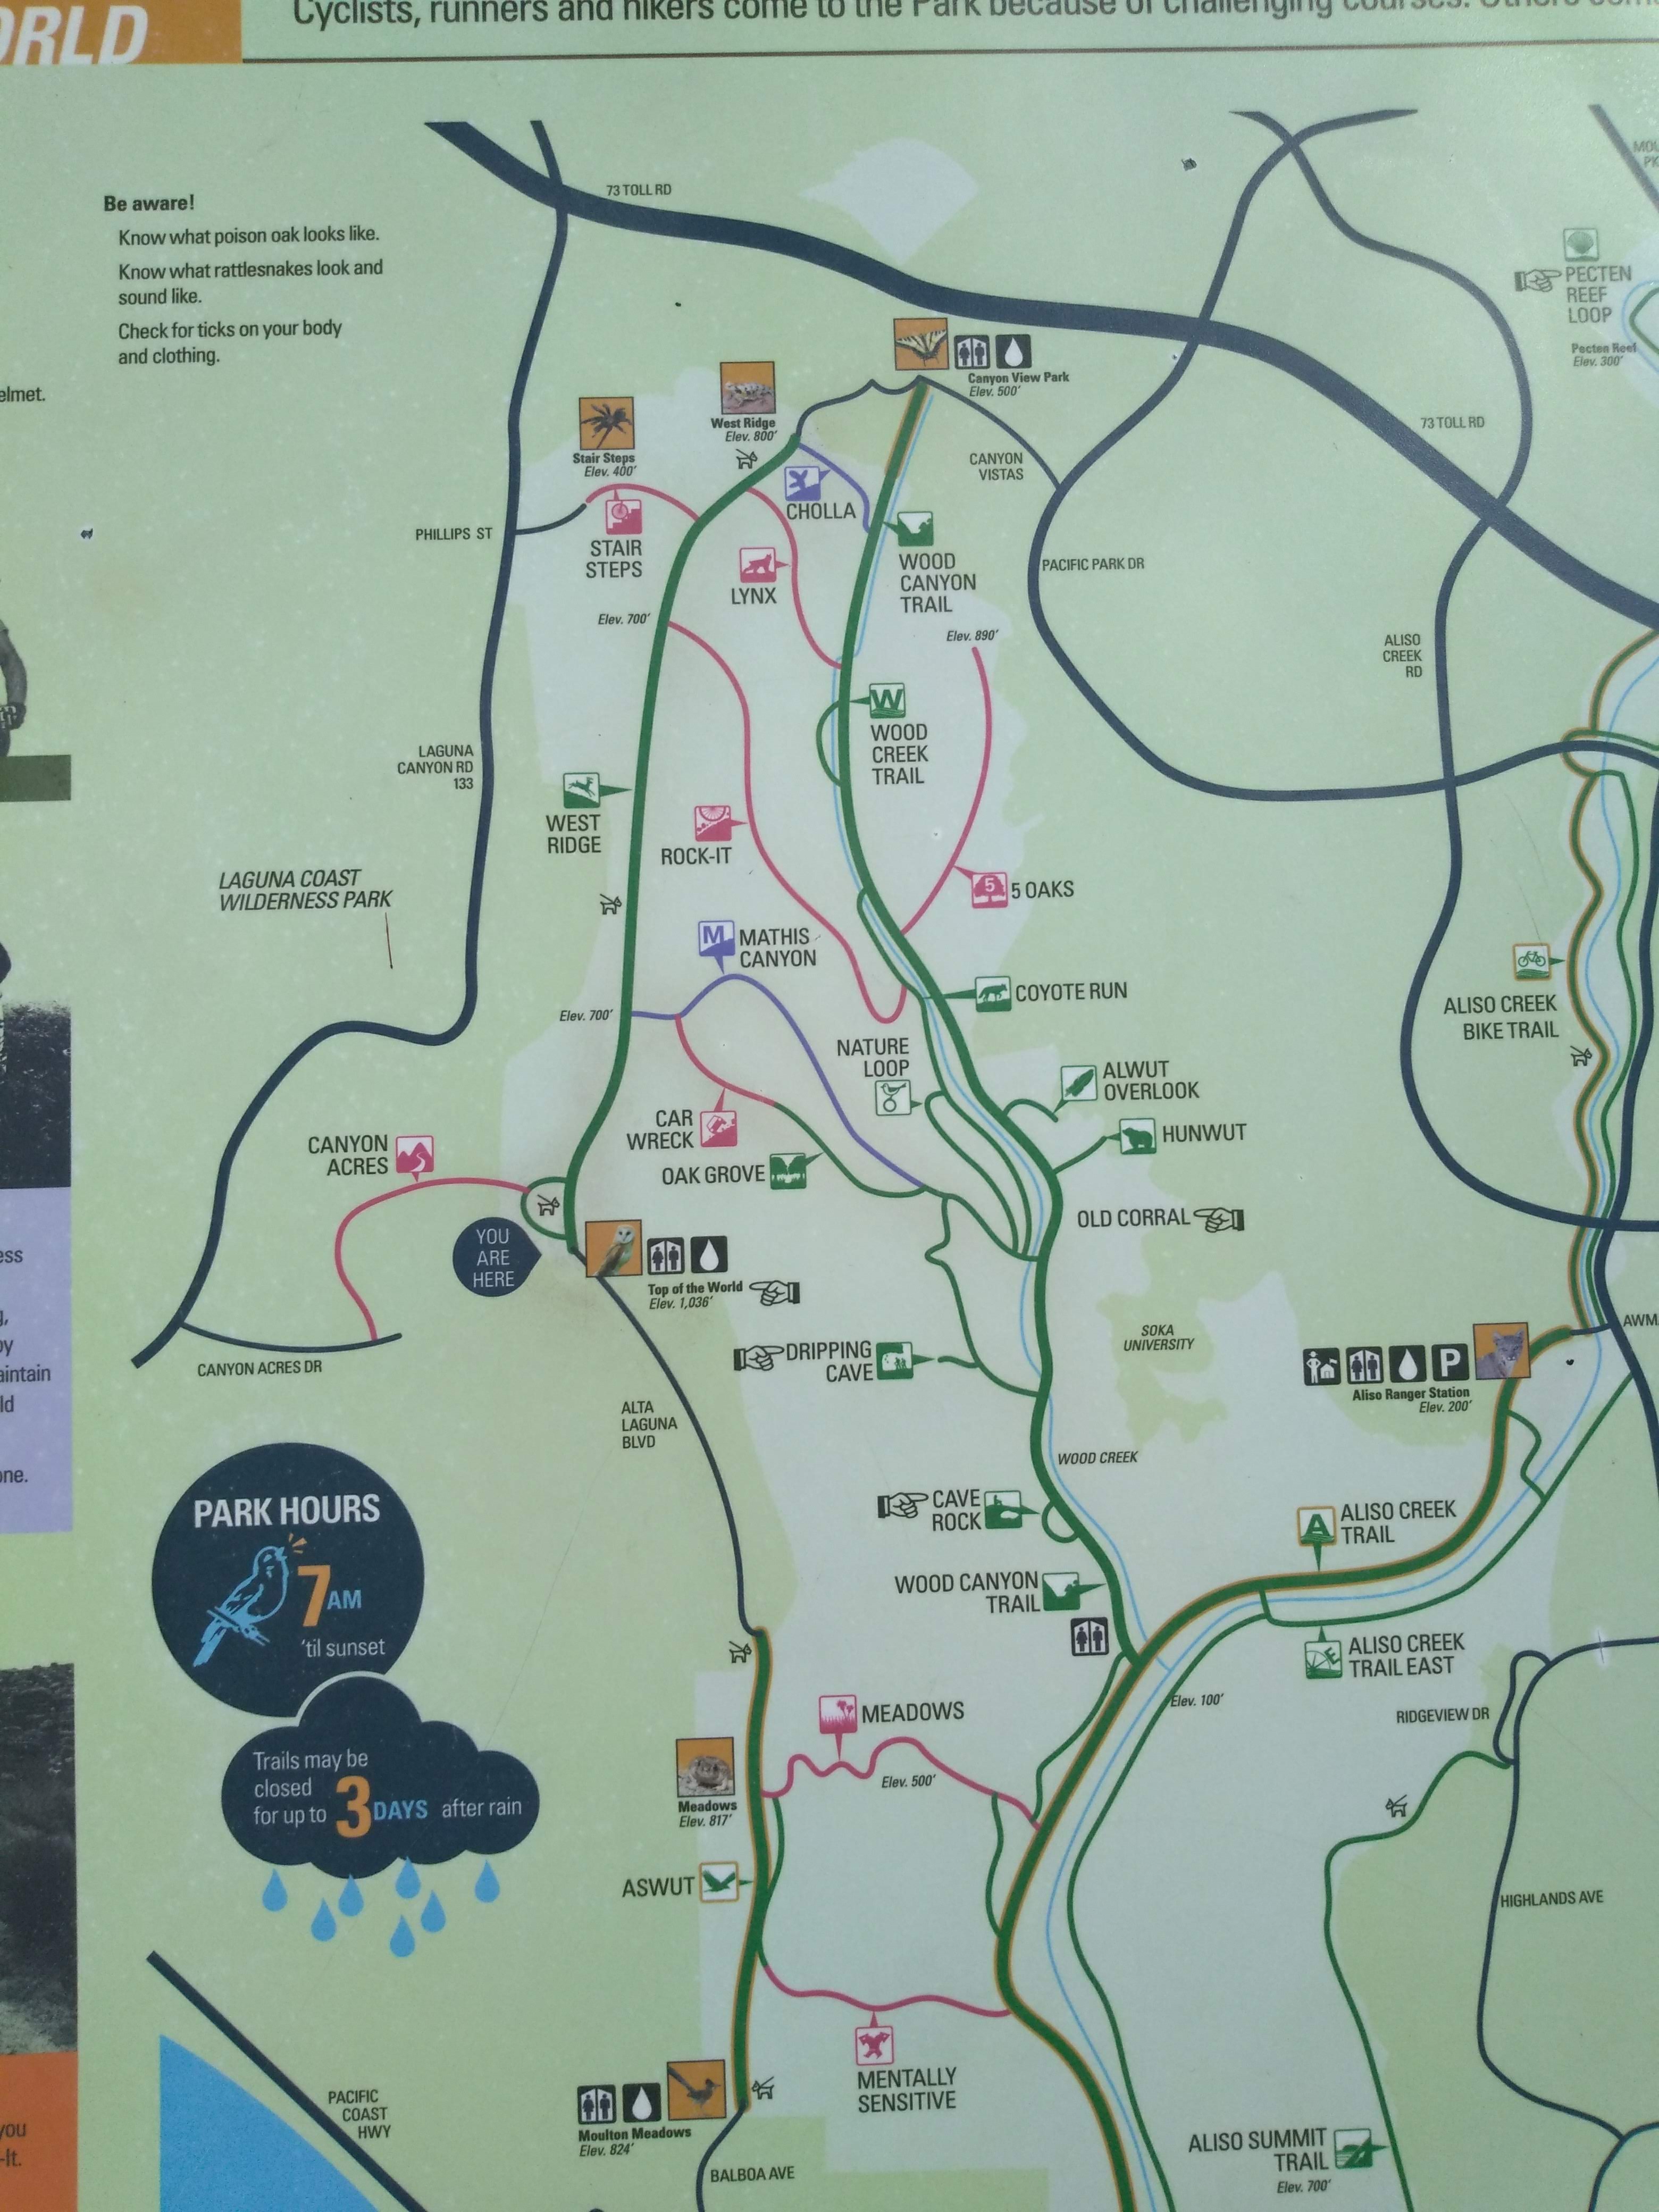 ORLD
Cyclists, runners and hikers come to the Park because of challenging courses. Others come
Be aware!
Know what poison oak looks like.
Know what rattlesnakes look and
sound like.
Check for ticks on your body
and clothing.
elmet.
73 TOLL RD
PECTEN
REEF
LOOP
Pecten Reef
Elev. 300'
Canyon View Park
Elev. 500'
West Ridge
Elev. 800'
Stair Steps
Elev. 400'
73 TOLL RD
CANYON
VISTAS
CHOLLA
PHILLIPS ST
STAIR
STEPS
LYNX
WOOD
CANYON
TRAIL
PACIFIC PARK DR
Elev. 700'
Elev. 890'
ALISO
CREEK
RD
W
WOOD
CREEK
TRAIL
LAGUNA
CANYON RD
133
WEST
RIDGE
ROCK-IT
LAGUNA COAST
WILDERNESS PARK
5
5 OAKS
M
MATHIS
CANYON
COYOTE RUN
ALISO CREEK
BIKE TRAIL
Elev. 700'
NATURE
LOOP
ALWUT
OVERLOOK
CAR
WRECK
HUNWUT
CANYON
ACRES
OAK GROVE
OLD CORRAL
YOU
ARE
HERE
Top of the World
Elev. 1,036'
SOKA
UNIVERSITY
AWM
DRIPPING
CAVE
CANYON ACRES DR
P
Aliso Ranger Station
Elev. 200'
ALTA
LAGUNA
BLVD
WOOD CREEK
CAVE
ROCK
A
ALISO CREEK
TRAIL
PARK HOURS
7AM
'til sunset
WOOD CANYON
TRAIL
E
ALISO CREEK
TRAIL EAST
Elev. 100'
RIDGEVIEW DR
MEADOWS
Elev. 500'
Trails may be
closed
for up to 3 DAYS after rain
Meadows
Elev. 817'
ASWUT
HIGHLANDS AVE
MENTALLY
SENSITIVE
PACIFIC
COAST
HWY
Moulton Meadows
Elev. 824'
BALBOA AVE
ALISO SUMMIT
TRAIL
Elev. 700'
ess
g,
by
aintain
ld
one.
you
-It.